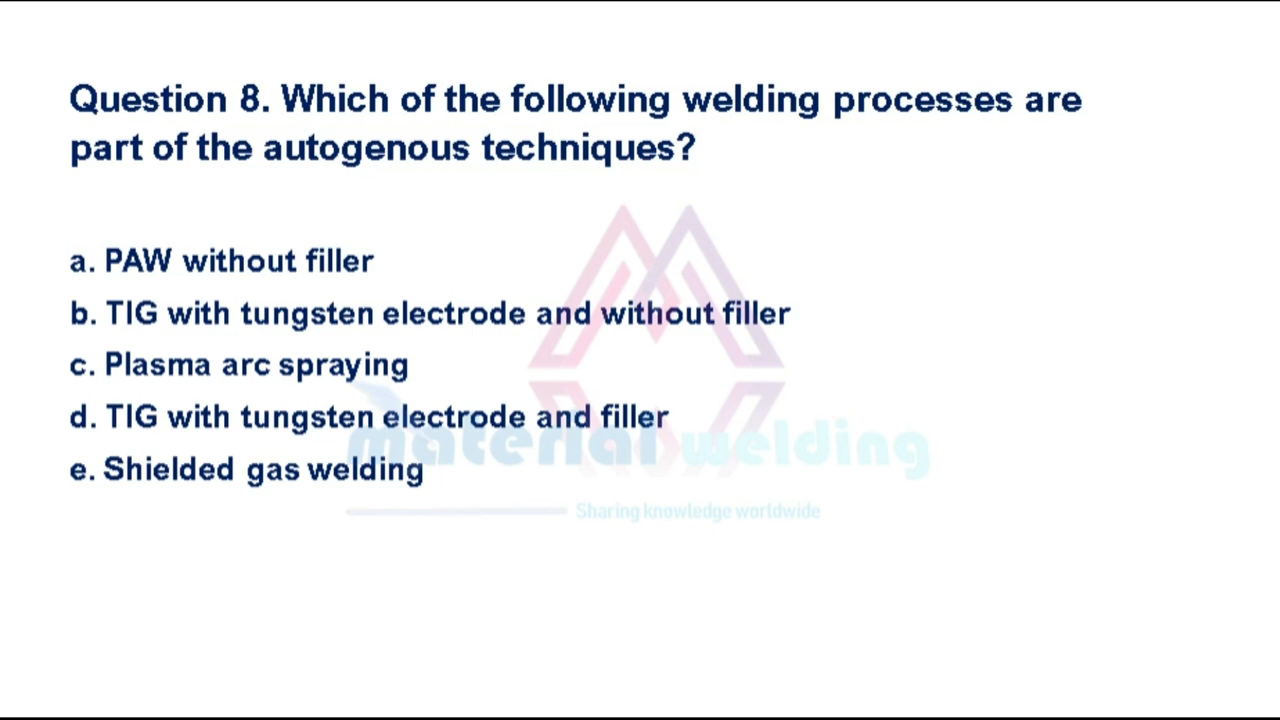 Question 8. Which of the following welding processes are
part of the autogenous techniques?
a. PAW without filler
b. TIG with tungsten electrode and without filler
c. Plasma arc spraying
d. TIG with tungsten electrode and filler
material welding
e. Shielded gas welding
Sharing knowledge worldwide